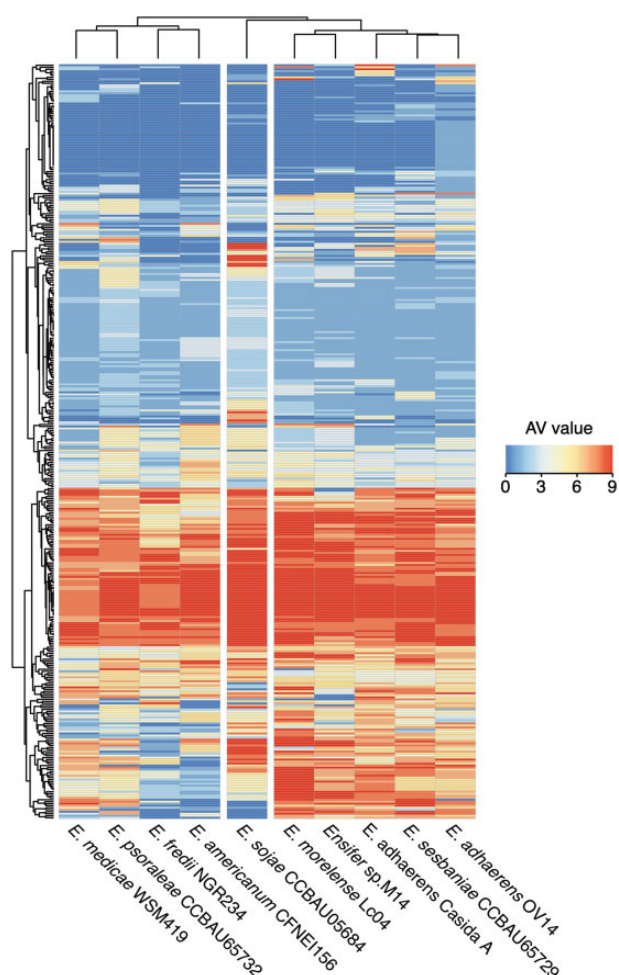 AV value
0 3 6 9
E. medicae WSM419
E. psoraleae CCBAU65732
E. fredii NGR234
E. americanum CFNEI156
E. sojae CCBAU05684
E. morelense Lc04
Ensifer sp.M14
E. adhaerens Casida A
E. sesbaniae CCBAU65729
E. adhaerens OV14